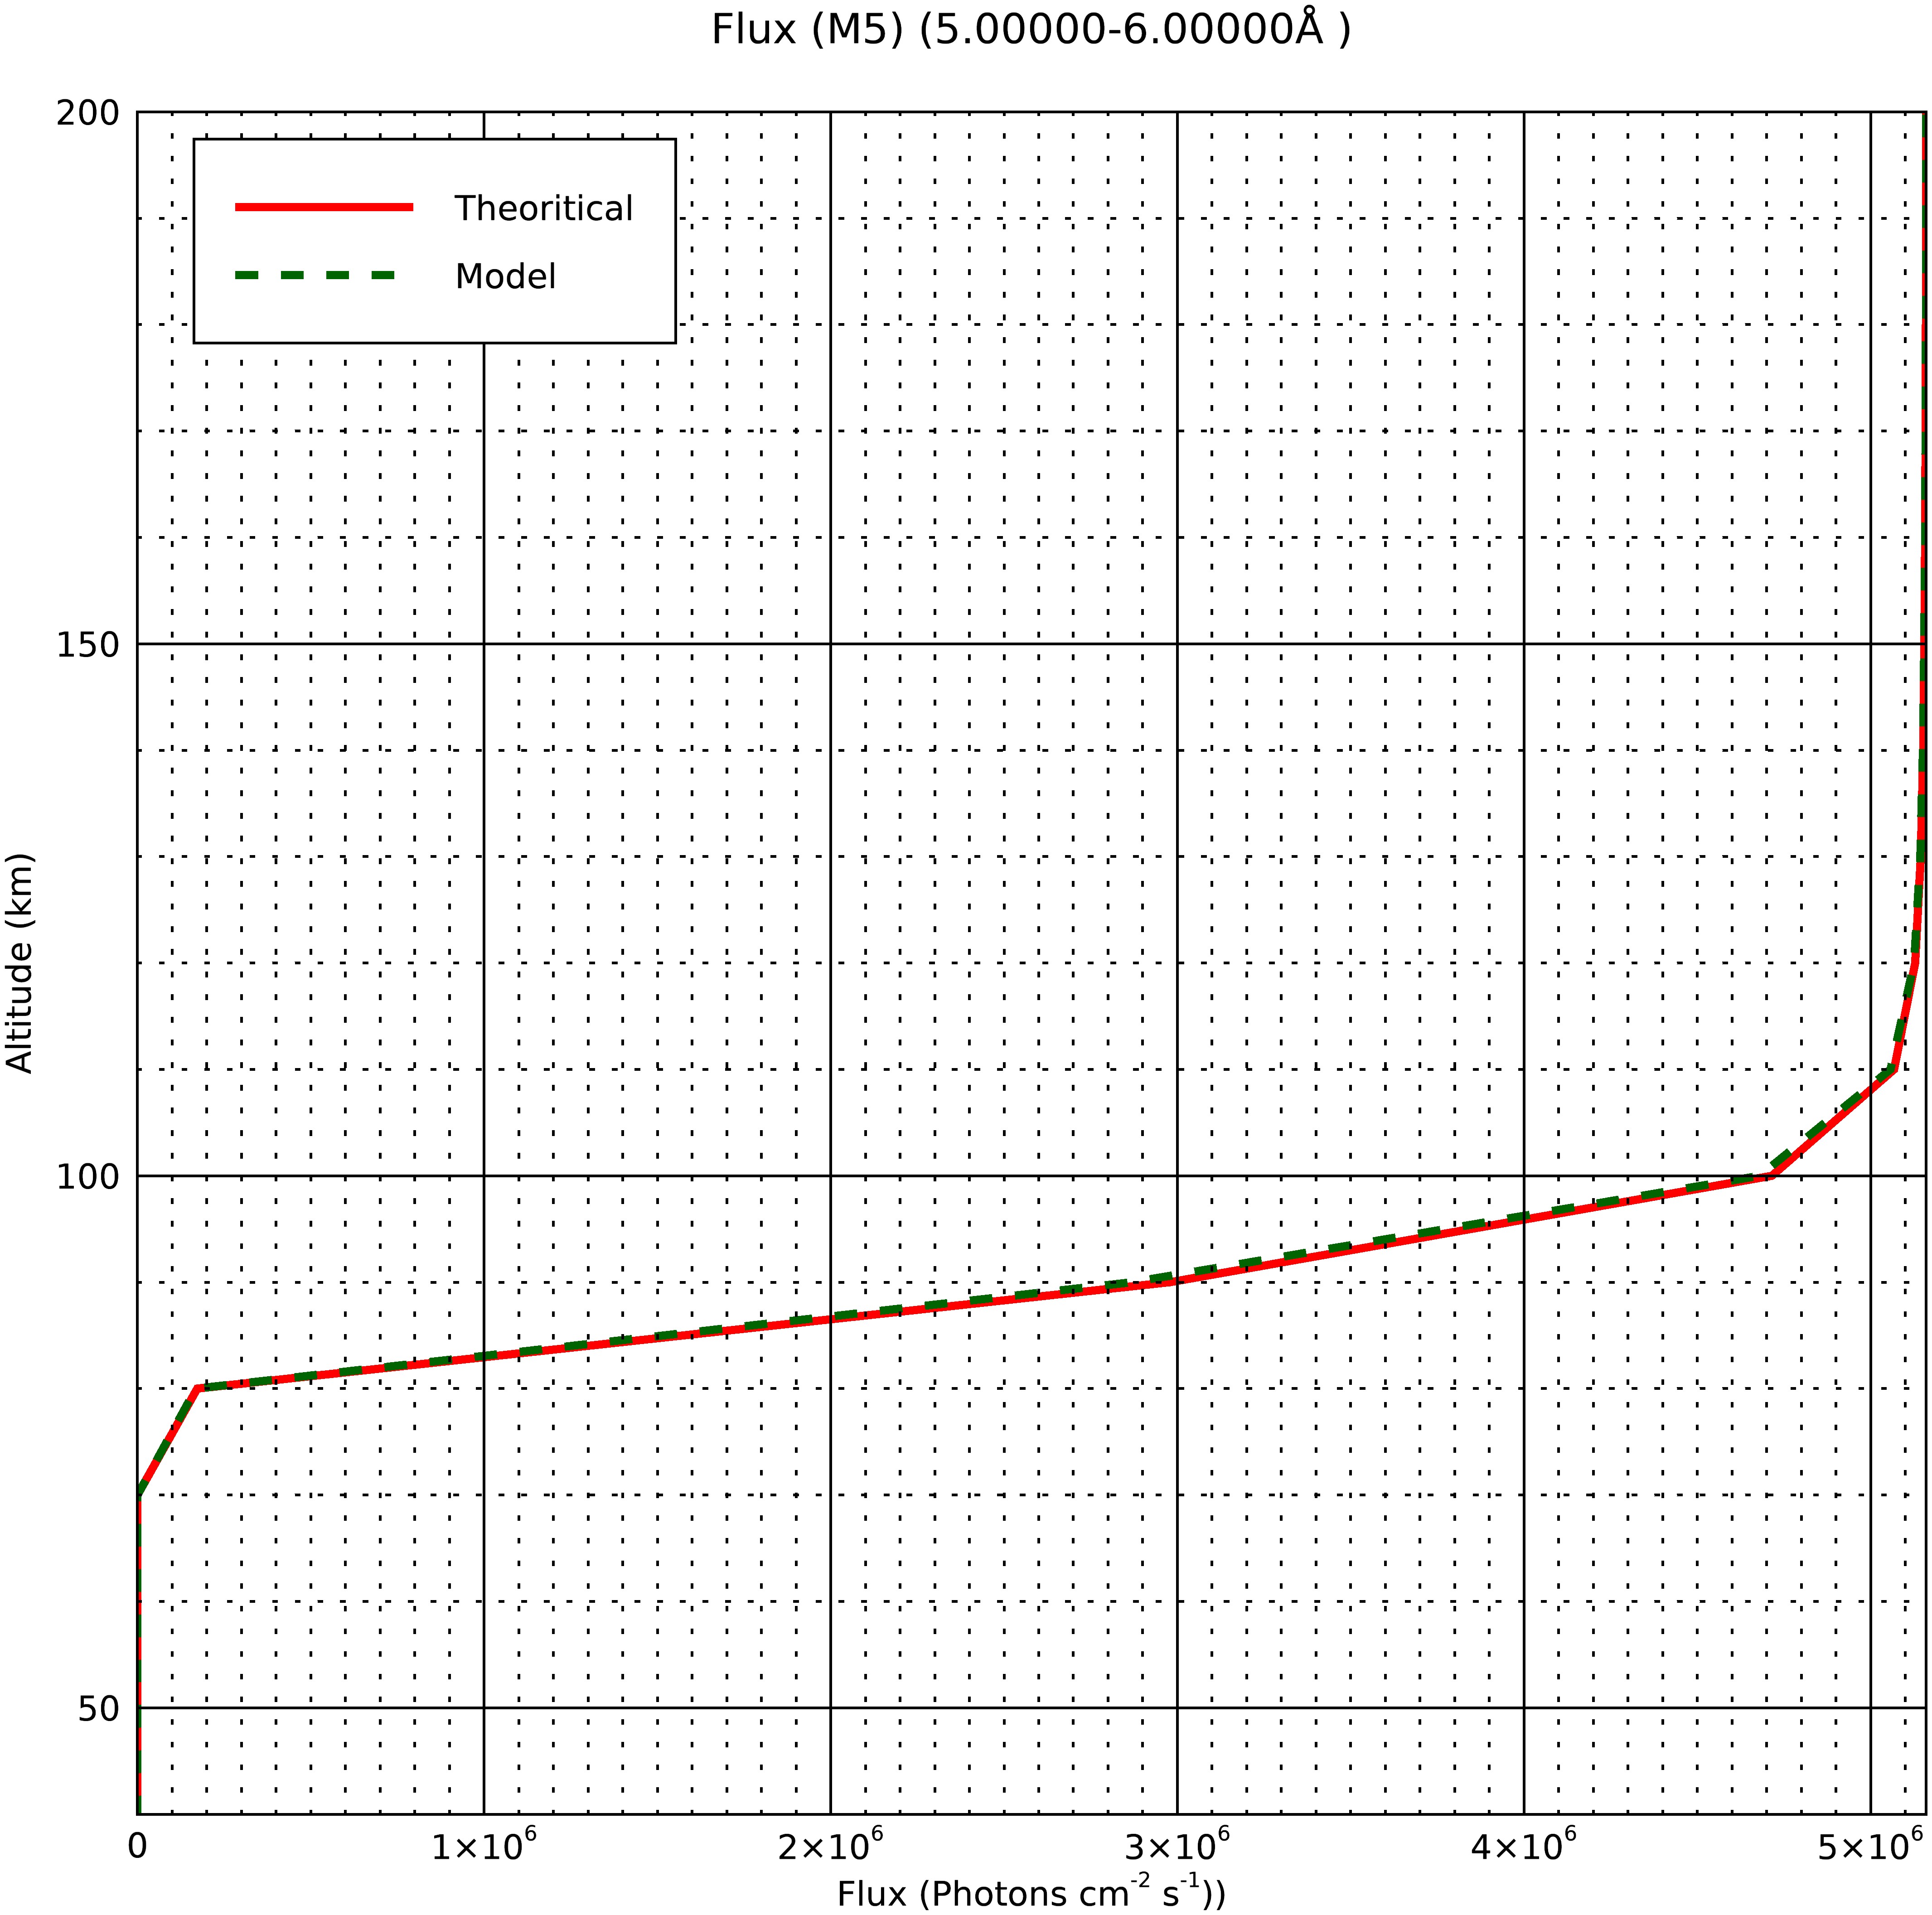 Flux (M5) (5.00000-6.00000Å )
200
Theoritical
Model
150
Altitude (km)
100
50
0 1×10⁶ 2×10⁶ 3×10⁶ 4×10⁶ 5×10⁶
Flux (Photons cm⁻² s⁻¹))